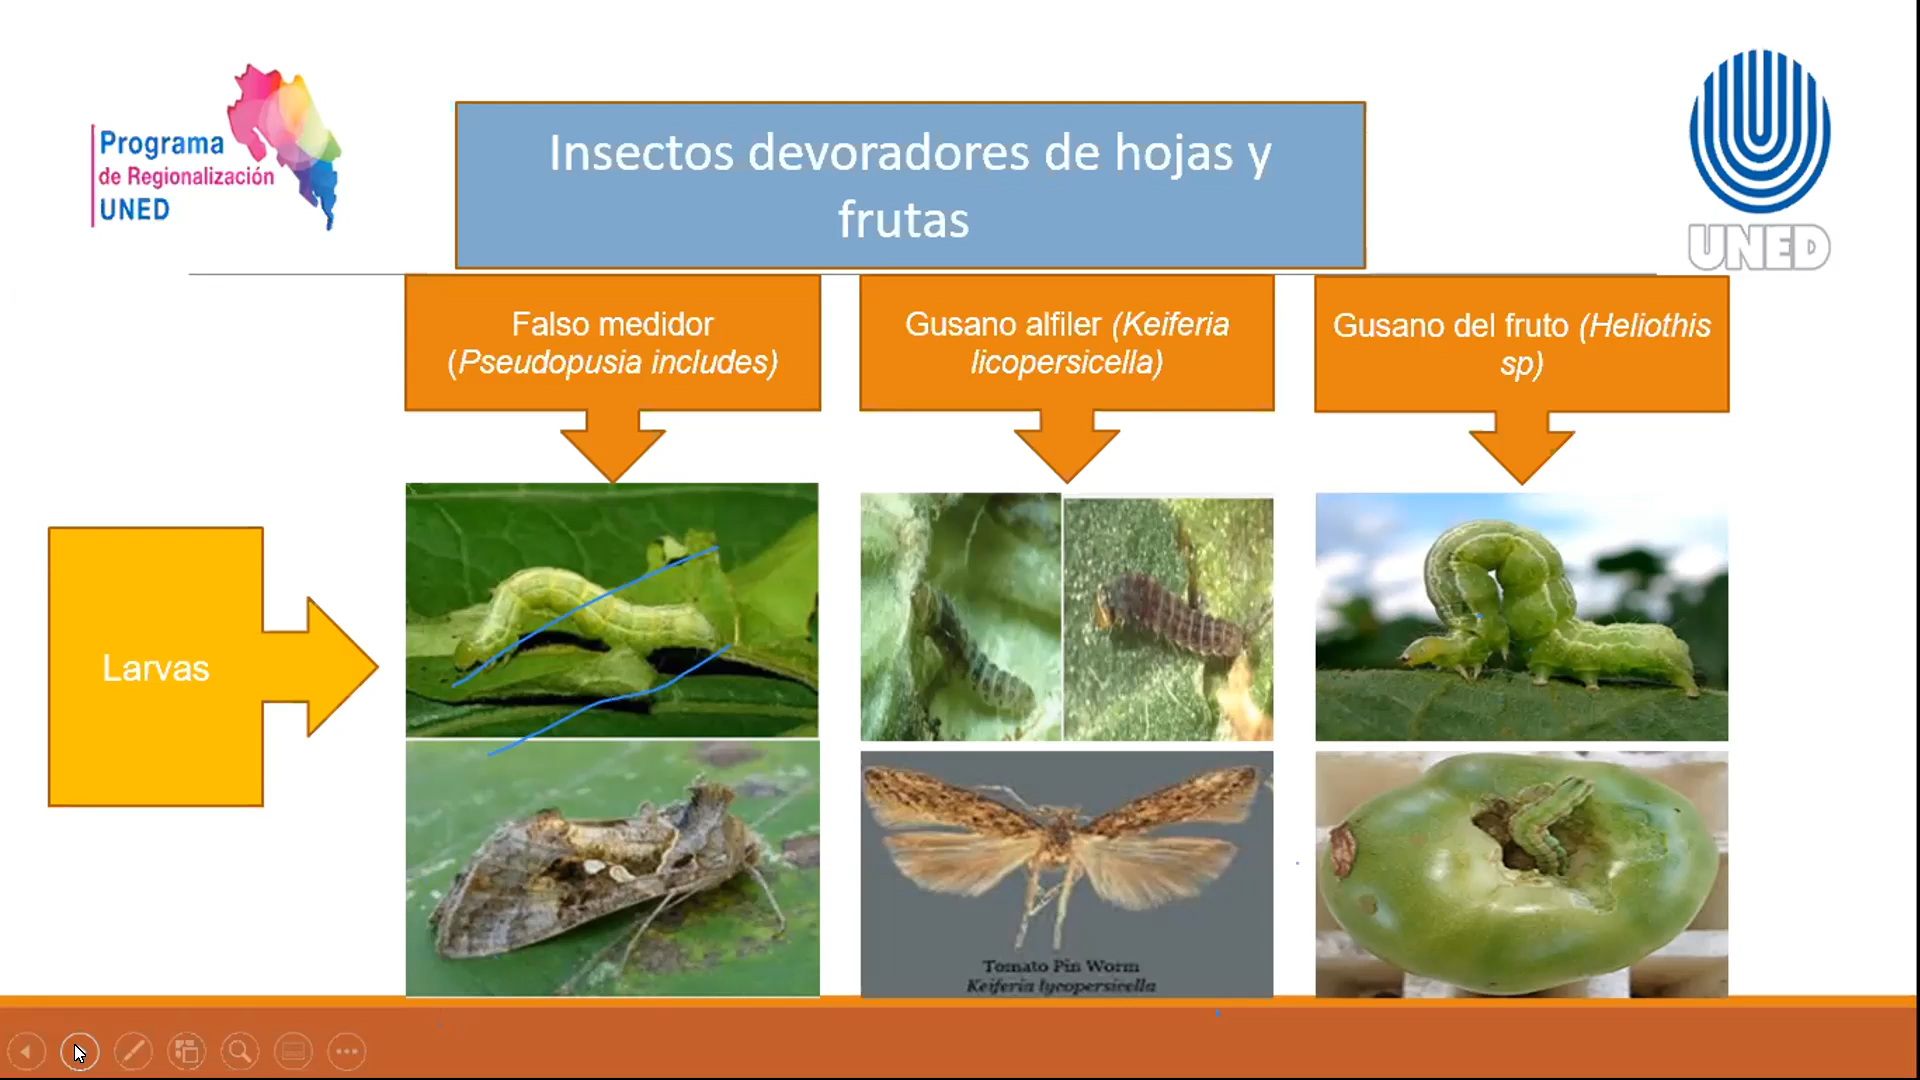 Programa
de Regionalización
UNED
Insectos devoradores de hojas y
frutas
UNED
Falso medidor
(Pseudopusia includes)
Gusano alfiler (Keiferia
licopersicella)
Gusano del fruto (Heliothis
sp)
Larvas
Tomato Pin Worm
Keiferia lycopersicella